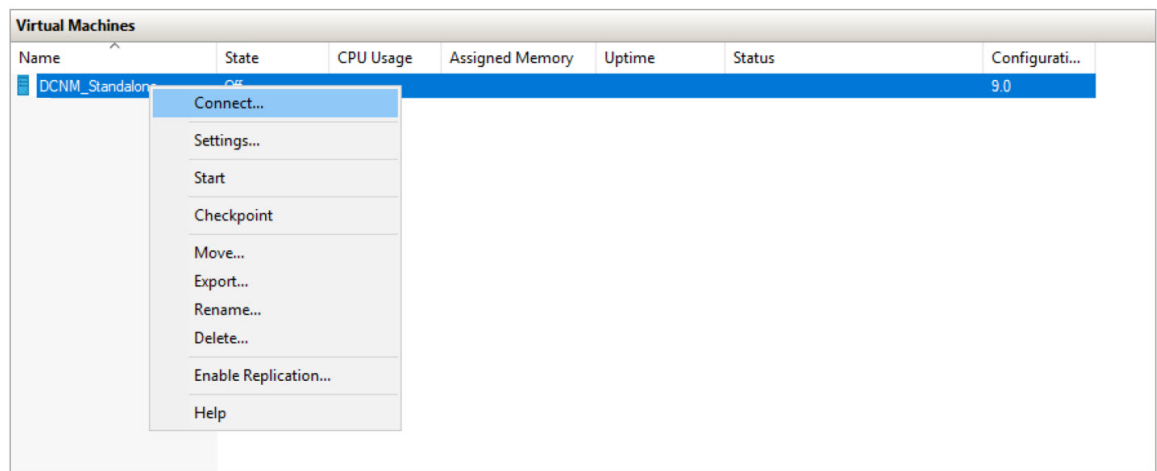 Virtual Machines
Name State CPU Usage Assigned Memory Uptime Status Configurati...
DCNM_Standalone Off 9.0
Connect...
Settings...
Start
Checkpoint
Move...
Export...
Rename...
Delete...
Enable Replication...
Help